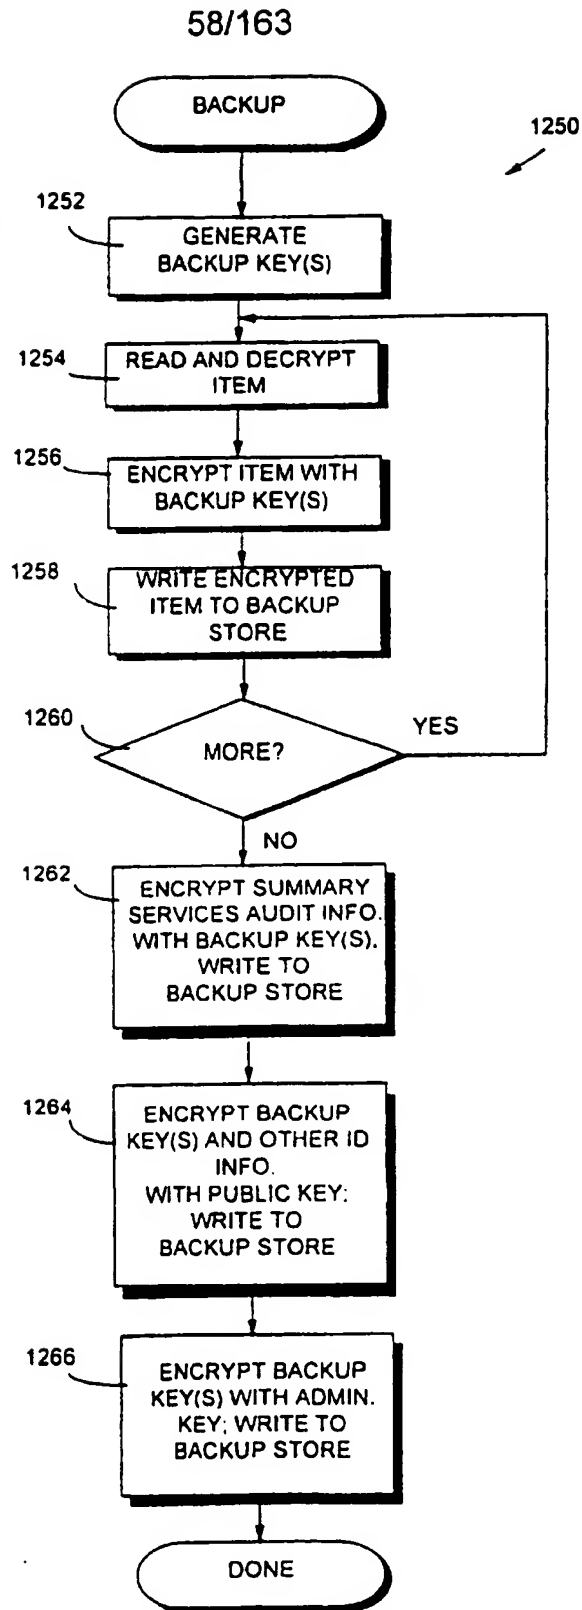 58/163
BACKUP
1250
1252
GENERATE
BACKUP KEY(S)
1254
READ AND DECRYPT
ITEM
1256
ENCRYPT ITEM WITH
BACKUP KEY(S)
1258
WRITE ENCRYPTED
ITEM TO BACKUP
STORE
1260
MORE?
YES
NO
1262
ENCRYPT SUMMARY
SERVICES AUDIT INFO.
WITH BACKUP KEY(S).
WRITE TO
BACKUP STORE
1264
ENCRYPT BACKUP
KEY(S) AND OTHER ID
INFO.
WITH PUBLIC KEY;
WRITE TO
BACKUP STORE
1266
ENCRYPT BACKUP
KEY(S) WITH ADMIN.
KEY; WRITE TO
BACKUP STORE
DONE